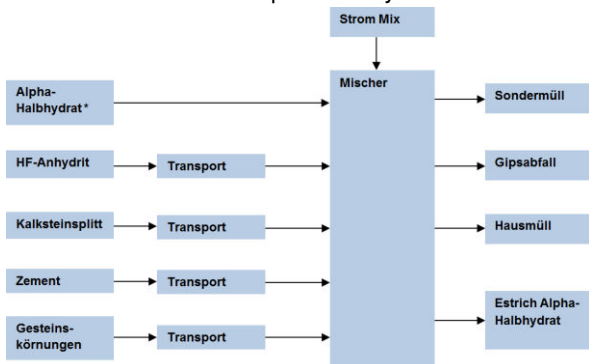 Strom Mix
Alpha-
Halbhydrat *
Mischer
Sondermüll
HF-Anhydrit
Transport
Gipsabfall
Kalksteinsplitt
Transport
Hausmüll
Zement
Transport
Estrich Alpha-
Halbhydrat
Gesteins-
körnungen
Transport